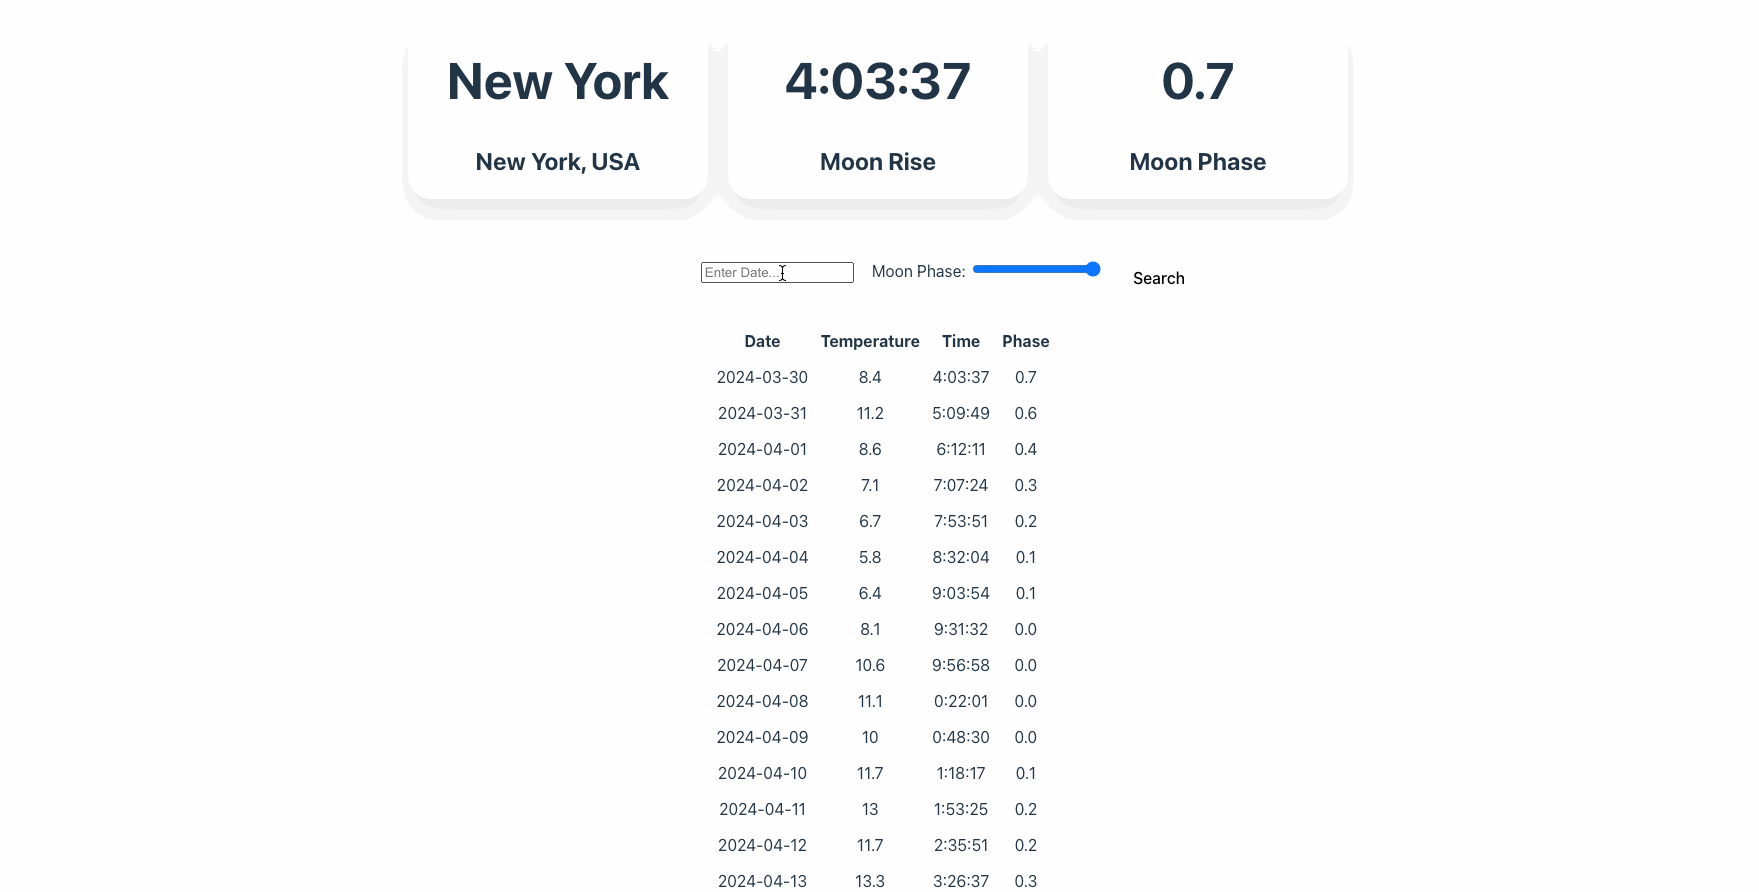 New York
New York, USA
4:03:37
Moon Rise
0.7
Moon Phase
Enter Date...
Moon Phase:
Search
Date Temperature Time Phase
2024-03-30 8.4 4:03:37 0.7
2024-03-31 11.2 5:09:49 0.6
2024-04-01 8.6 6:12:11 0.4
2024-04-02 7.1 7:07:24 0.3
2024-04-03 6.7 7:53:51 0.2
2024-04-04 5.8 8:32:04 0.1
2024-04-05 6.4 9:03:54 0.1
2024-04-06 8.1 9:31:32 0.0
2024-04-07 10.6 9:56:58 0.0
2024-04-08 11.1 0:22:01 0.0
2024-04-09 10 0:48:30 0.0
2024-04-10 11.7 1:18:17 0.1
2024-04-11 13 1:53:25 0.2
2024-04-12 11.7 2:35:51 0.2
2024-04-13 13.3 3:26:37 0.3